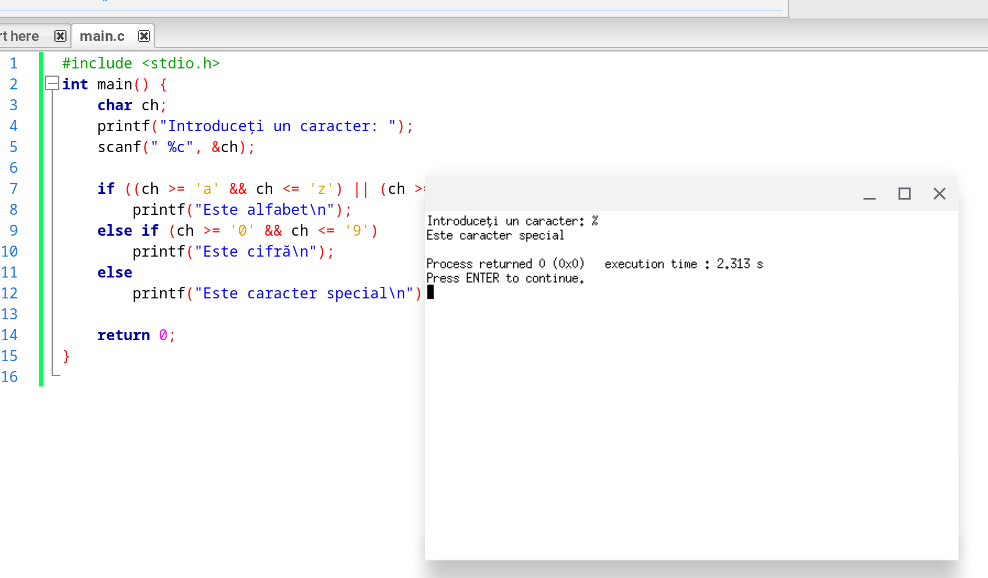 rt here main.c
1 #include <stdio.h>
2 int main() {
3 char ch;
4 printf("Introduceți un caracter: ");
5 scanf(" %c", &ch);
6
7 if ((ch >= 'a' && ch <= 'z') || (ch >=
8 printf("Este alfabet\n");
9 else if (ch >= '0' && ch <= '9')
10 printf("Este cifră\n");
11 else
12 printf("Este caracter special\n")
13
14 return 0;
15 }
16
Introduceți un caracter: %
Este caracter special
Process returned 0 (0x0) execution time : 2.313 s
Press ENTER to continue.